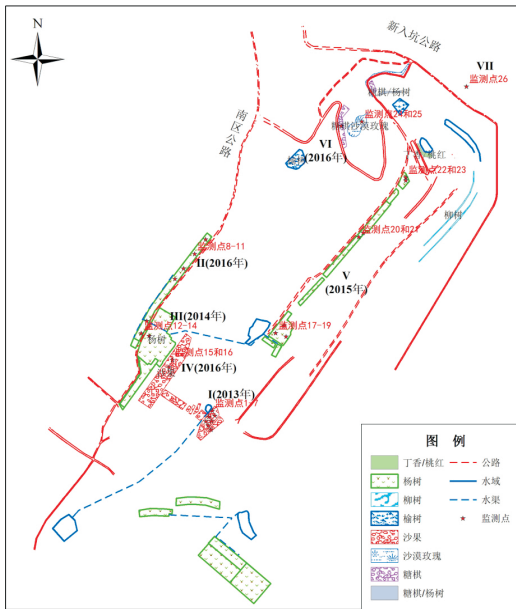 N
新入坑公路
VII
监测点26
糖棋/杨树
南区公路
监测点24和25
糖棋沙漠玫瑰
VI
(2016年)
榆树
桃红
监测点22和23
柳树
监测点20和21
监测点8-11
II(2016年)
V
(2015年)
III(2014年)
监测点12-14
杨树
监测点17-19
监测点15和16
沙果
IV(2016年)
I(2013年)
监测点1-7
图 例
丁香/桃红
杨树
柳树
榆树
沙果
沙漠玫瑰
糖棋
糖棋/杨树
公路
水域
水渠
监测点